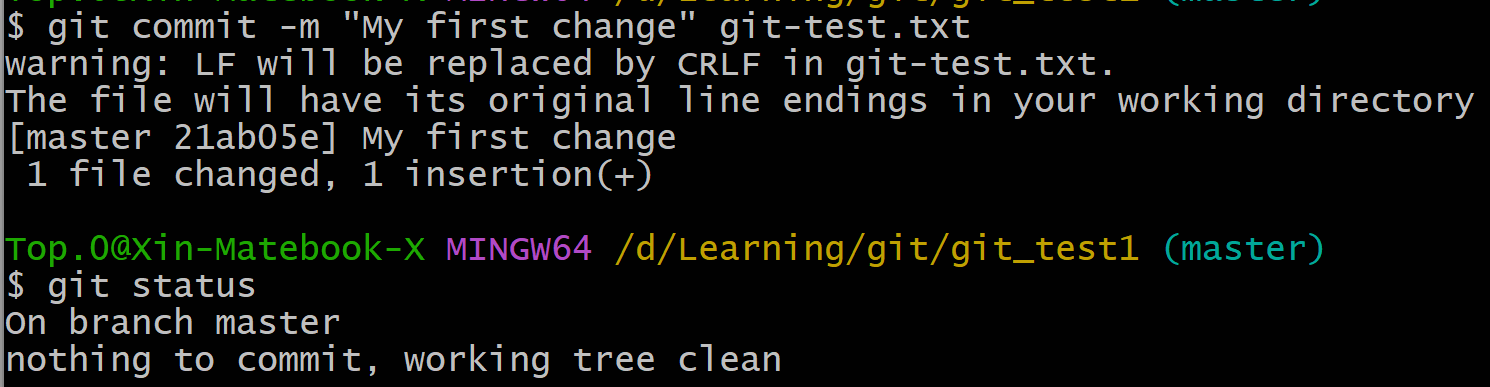 $ git commit -m "My first change" git-test.txt
warning: LF will be replaced by CRLF in git-test.txt.
The file will have its original line endings in your working directory
[master 21ab05e] My first change
 1 file changed, 1 insertion(+)
Top.O@Xin-Matebook-X MINGW64 /d/Learning/git/git_test1 (master)
$ git status
On branch master
nothing to commit, working tree clean